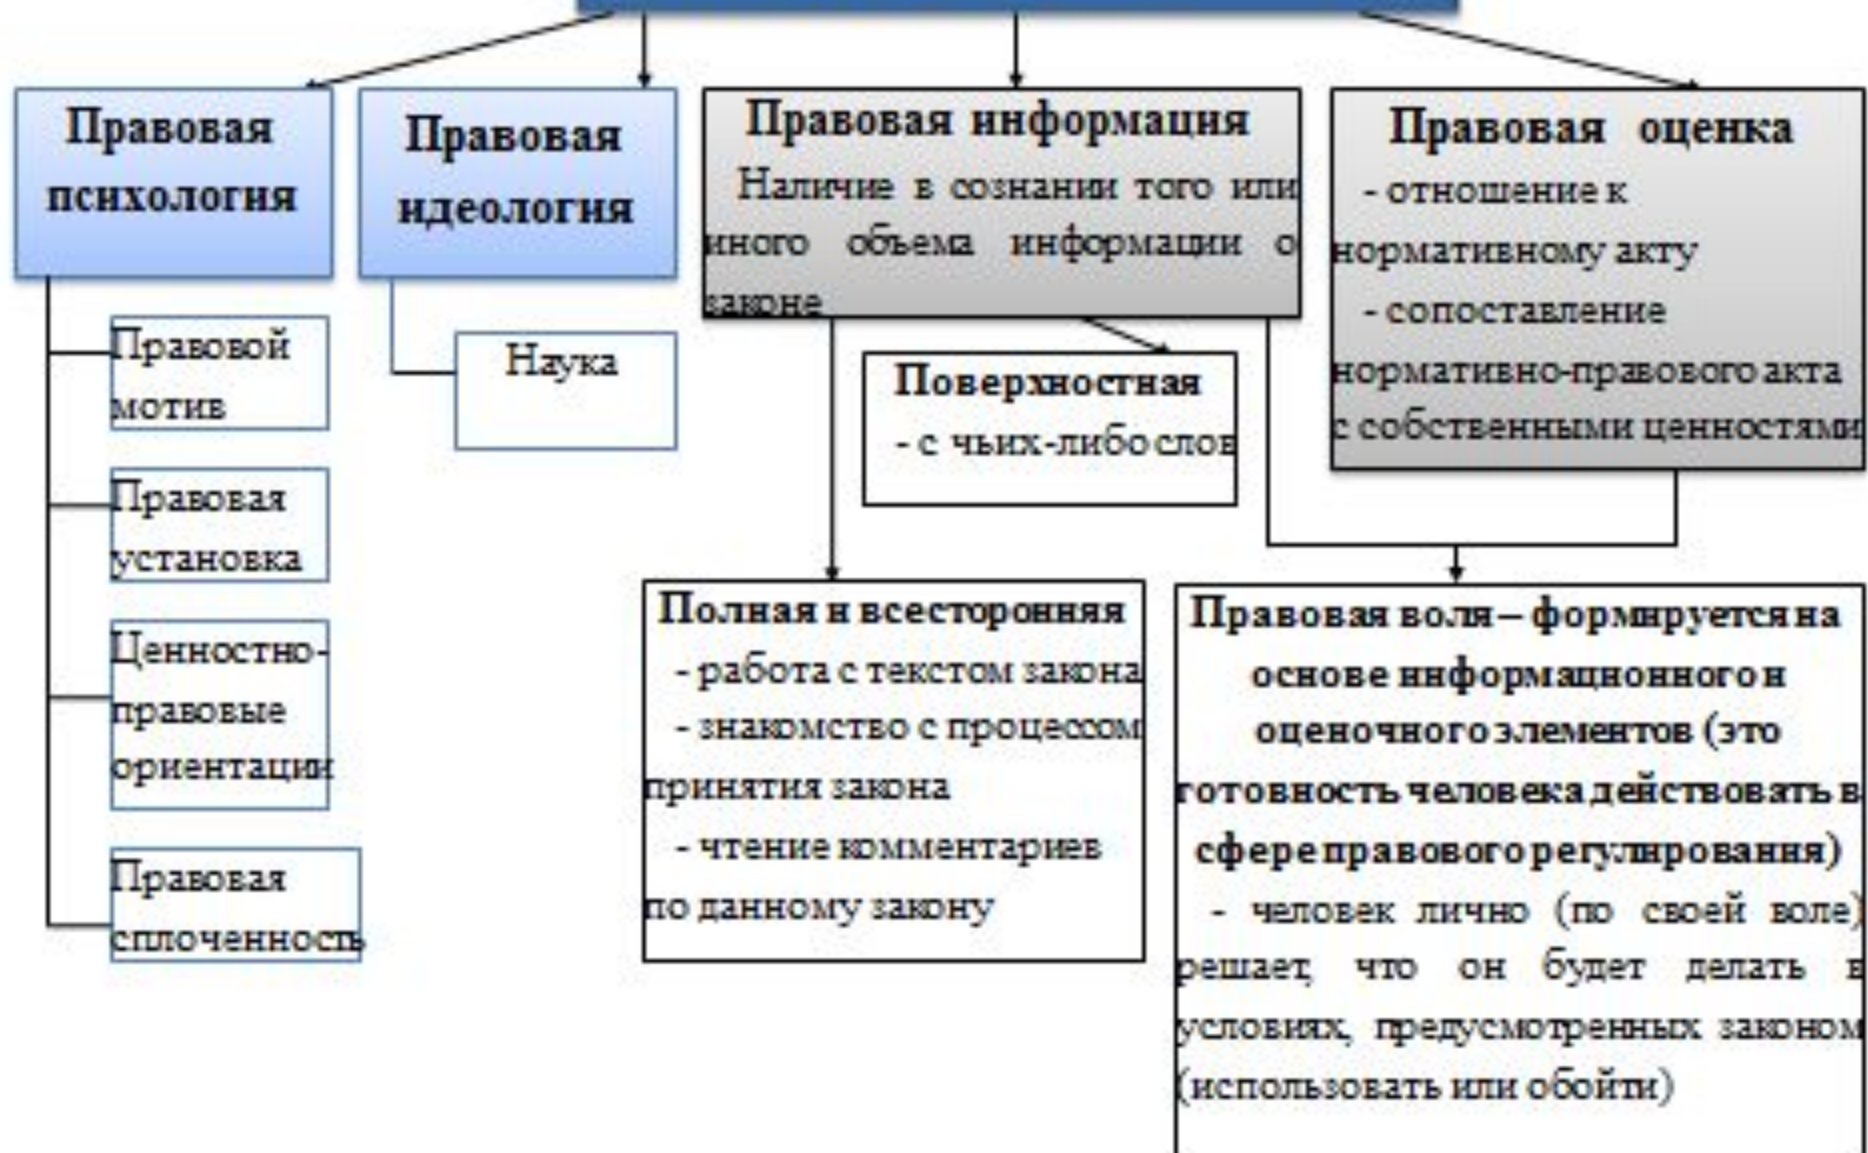 Правовая
психология
Правовой
мотив
Правовая
установка
Ценностно-
правовые
ориентации
Правовая
сплоченность
Правовая
идеология
Наука
Правовая информация
Наличие в сознании того или
иного объема информации о
законе
Поверхностная
- с чьих-либо слов
Полная и всесторонняя
- работа с текстом закона
- знакомство с процессом
принятия закона
- чтение комментариев
по данному закону
Правовая оценка
- отношение к
нормативному акту
- сопоставление
нормативно-правового акта
с собственными ценностями
Правовая воля – формируется на
основе информационного и
оценочного элементов (это
готовность человека действовать в
сфере правового регулирования)
- человек лично (по своей воле)
решает, что он будет делать в
условиях, предусмотренных законом
(использовать или обойти)